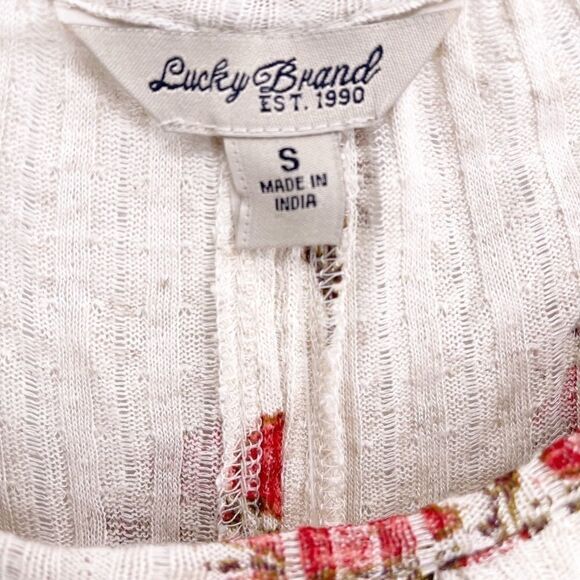 Lucky Brand
EST. 1990
S
MADE IN
INDIA